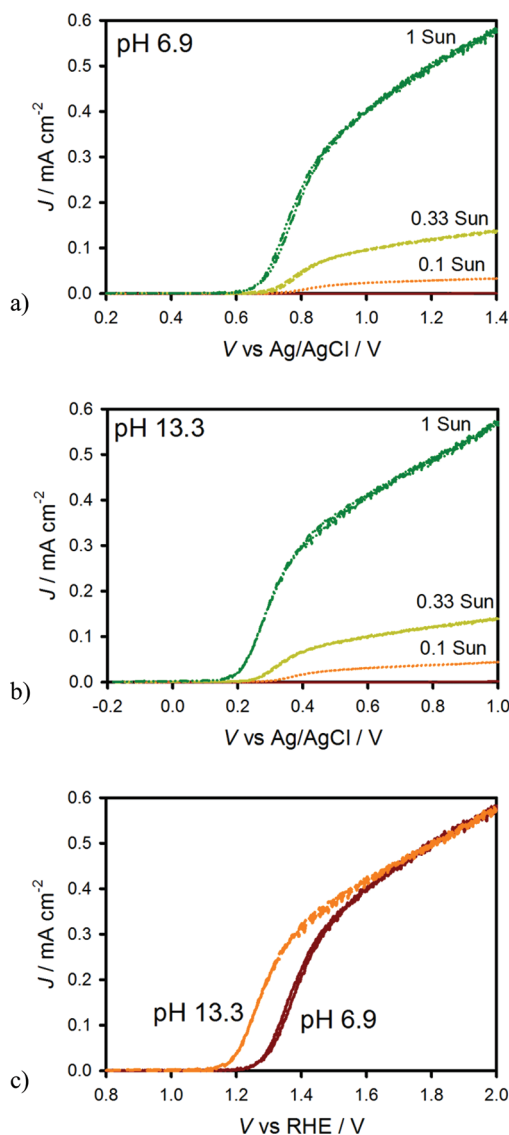 pH 6.9
1 Sun
0.33 Sun
0.1 Sun
0.6
0.5
0.4
0.3
0.2
0.1
0.0
J / mA cm⁻²
0.2 0.4 0.6 0.8 1.0 1.2 1.4
V vs Ag/AgCl / V
a)
pH 13.3
1 Sun
0.33 Sun
0.1 Sun
0.6
0.5
0.4
0.3
0.2
0.1
0.0
J / mA cm⁻²
-0.2 0.0 0.2 0.4 0.6 0.8 1.0
V vs Ag/AgCl / V
b)
0.6
0.5
0.4
0.3
0.2
0.1
0.0
J / mA cm⁻²
pH 13.3
pH 6.9
0.8 1.0 1.2 1.4 1.6 1.8 2.0
V vs RHE / V
c)